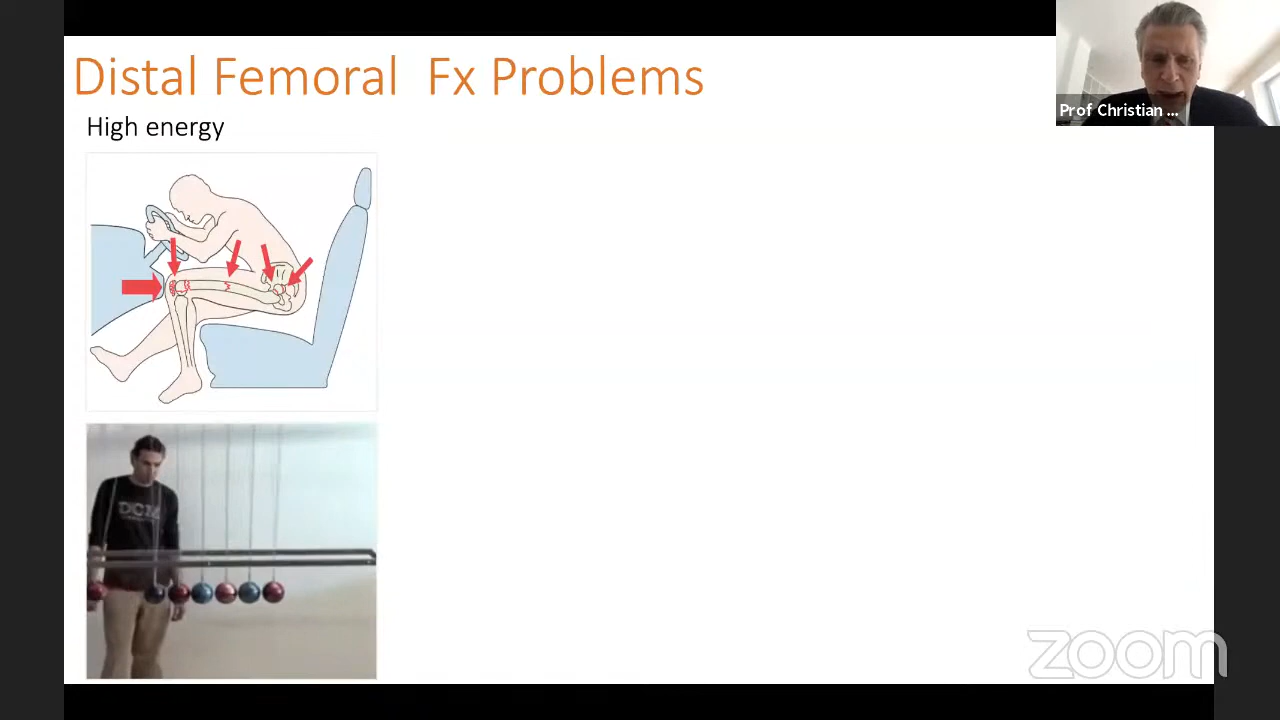 Distal Femoral Fx Problems
Prof Christian ...
High energy
zoom